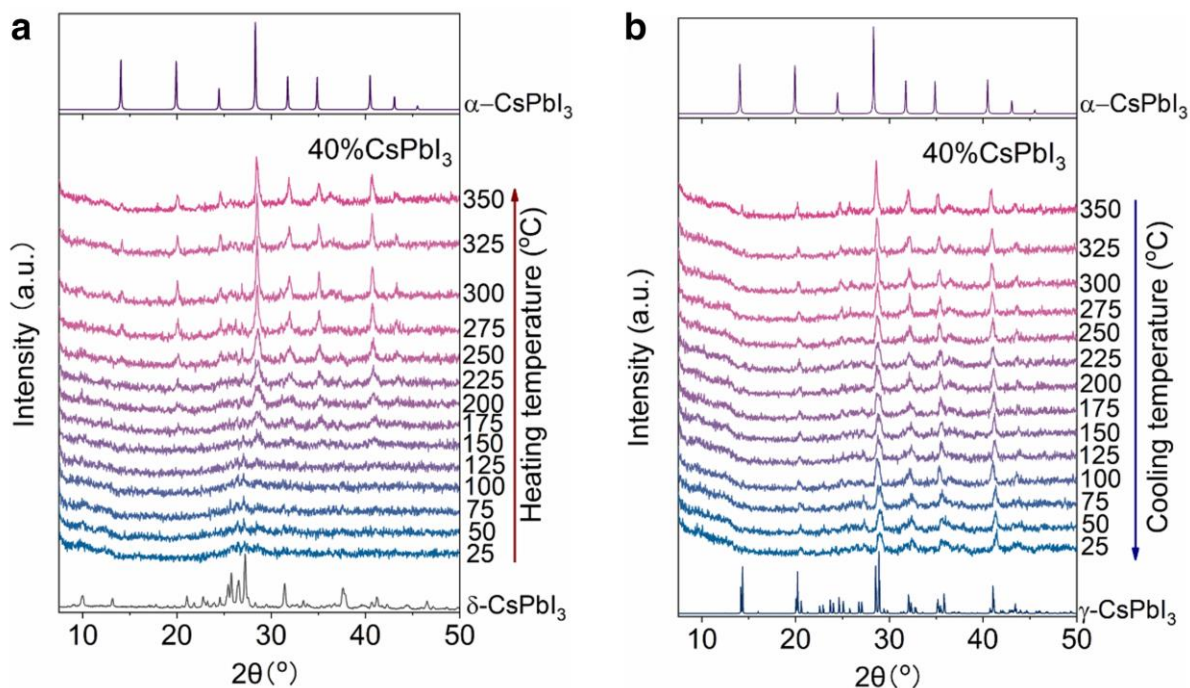 a
α–CsPbI₃
40%CsPbI₃
350
325
300
275
250
225
200
175
150
125
100
75
50
25
δ-CsPbI₃
Intensity (a.u.)
Heating temperature (ºC)
10 20 30 40 50
2θ(º)
b
α–CsPbI₃
40%CsPbI₃
350
325
300
275
250
225
200
175
150
125
100
75
50
25
γ-CsPbI₃
Intensity (a.u.)
Cooling temperature (ºC)
10 20 30 40 50
2θ(º)